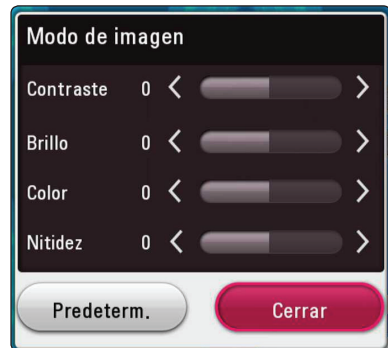 Modo de imagen
Contraste 0
Brillo 0
Color 0
Nitidez 0
Predeterm. Cerrar